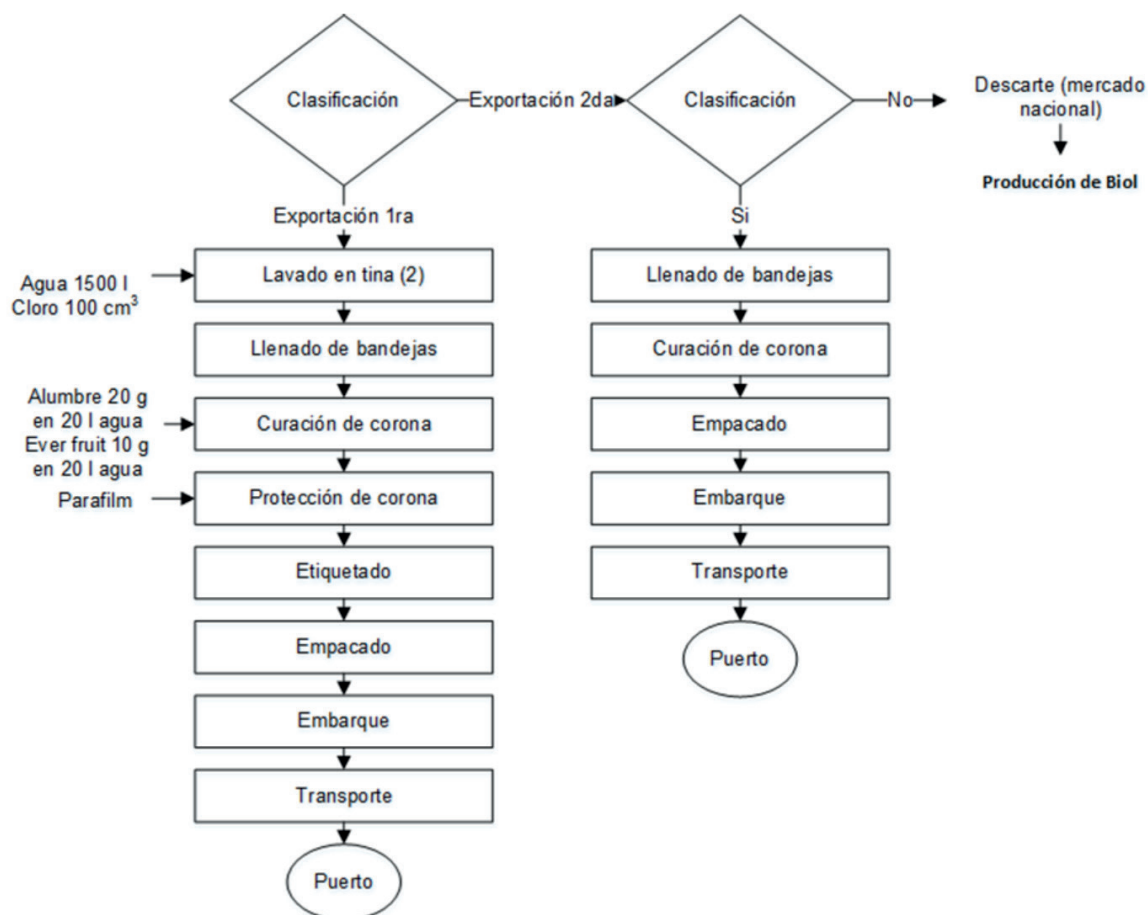 Clasificación
Exportación 2da
Clasificación
No
Descarte (mercado
nacional)
Producción de Biol
Exportación 1ra
Si
Agua 1500 l
Cloro 100 cm³
Lavado en tina (2)
Llenado de bandejas
Alumbre 20 g
en 20 l agua
Ever fruit 10 g
en 20 l agua
Curación de corona
Parafilm
Protección de corona
Etiquetado
Empacado
Embarque
Transporte
Puerto
Llenado de bandejas
Curación de corona
Empacado
Embarque
Transporte
Puerto